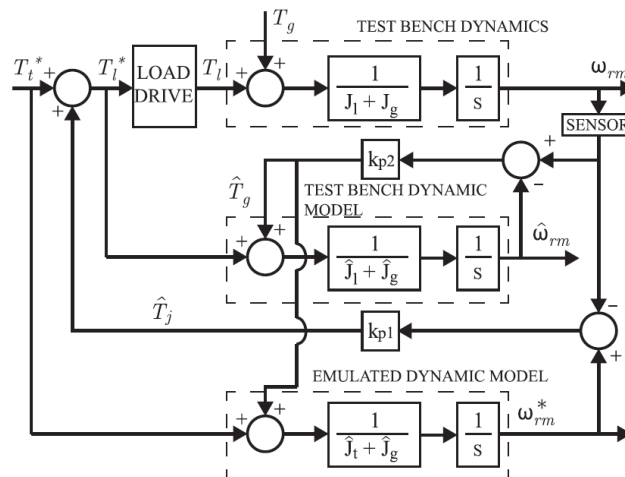 T_g
TEST BENCH DYNAMICS
T_t^* + + T_l^* LOAD DRIVE T_l + + 1 / (J_l + J_g) 1 / s ω_rm
SENSOR
k_p2 + -
T̂_g
TEST BENCH DYNAMIC
MODEL
+ + 1 / (Ĵ_l + Ĵ_g) 1 / s ω̂_rm
T̂_j k_p1 - +
EMULATED DYNAMIC MODEL
+ + 1 / (Ĵ_t + Ĵ_g) 1 / s ω_rm^*